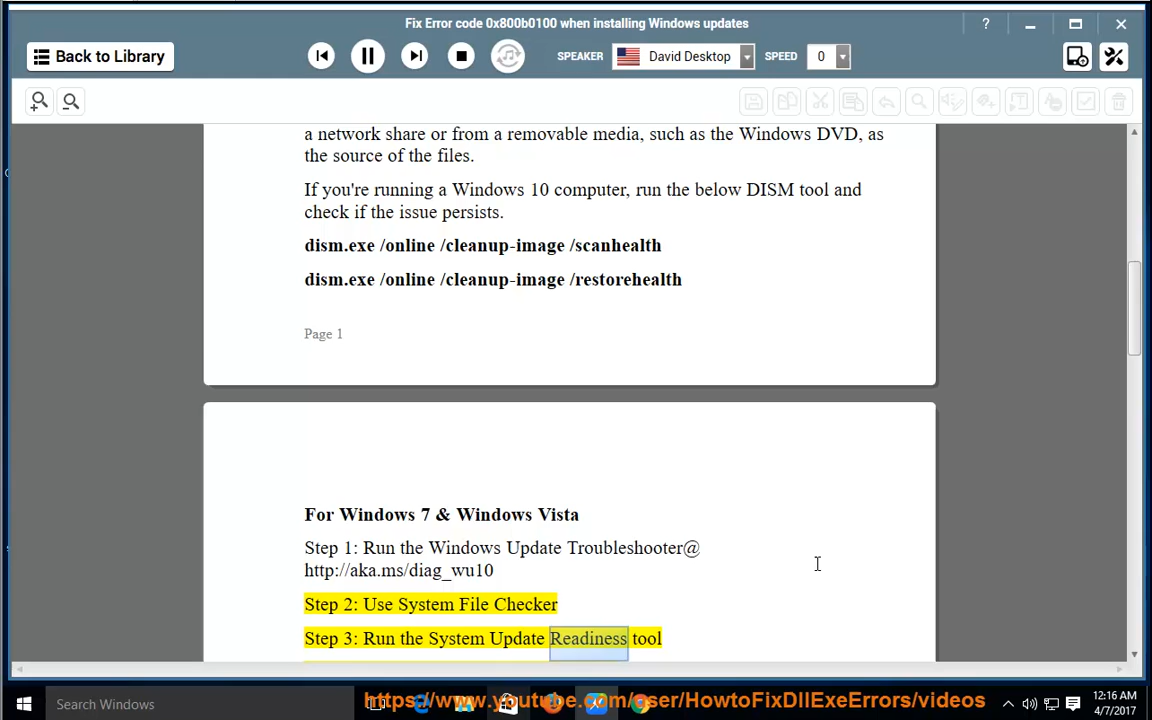 Fix Error code 0x800b0100 when installing Windows updates
?
Back to Library
SPEAKER
David Desktop
SPEED
0
a network share or from a removable media, such as the Windows DVD, as
the source of the files.
If you're running a Windows 10 computer, run the below DISM tool and
check if the issue persists.
dism.exe /online /cleanup-image /scanhealth
dism.exe /online /cleanup-image /restorehealth
Page 1
For Windows 7 & Windows Vista
Step 1: Run the Windows Update Troubleshooter@
http://aka.ms/diag_wu10
Step 2: Use System File Checker
Step 3: Run the System Update Readiness tool
Search Windows
https://www.youtube.com/user/HowtoFixDllExeErrors/videos
12:16 AM
4/7/2017